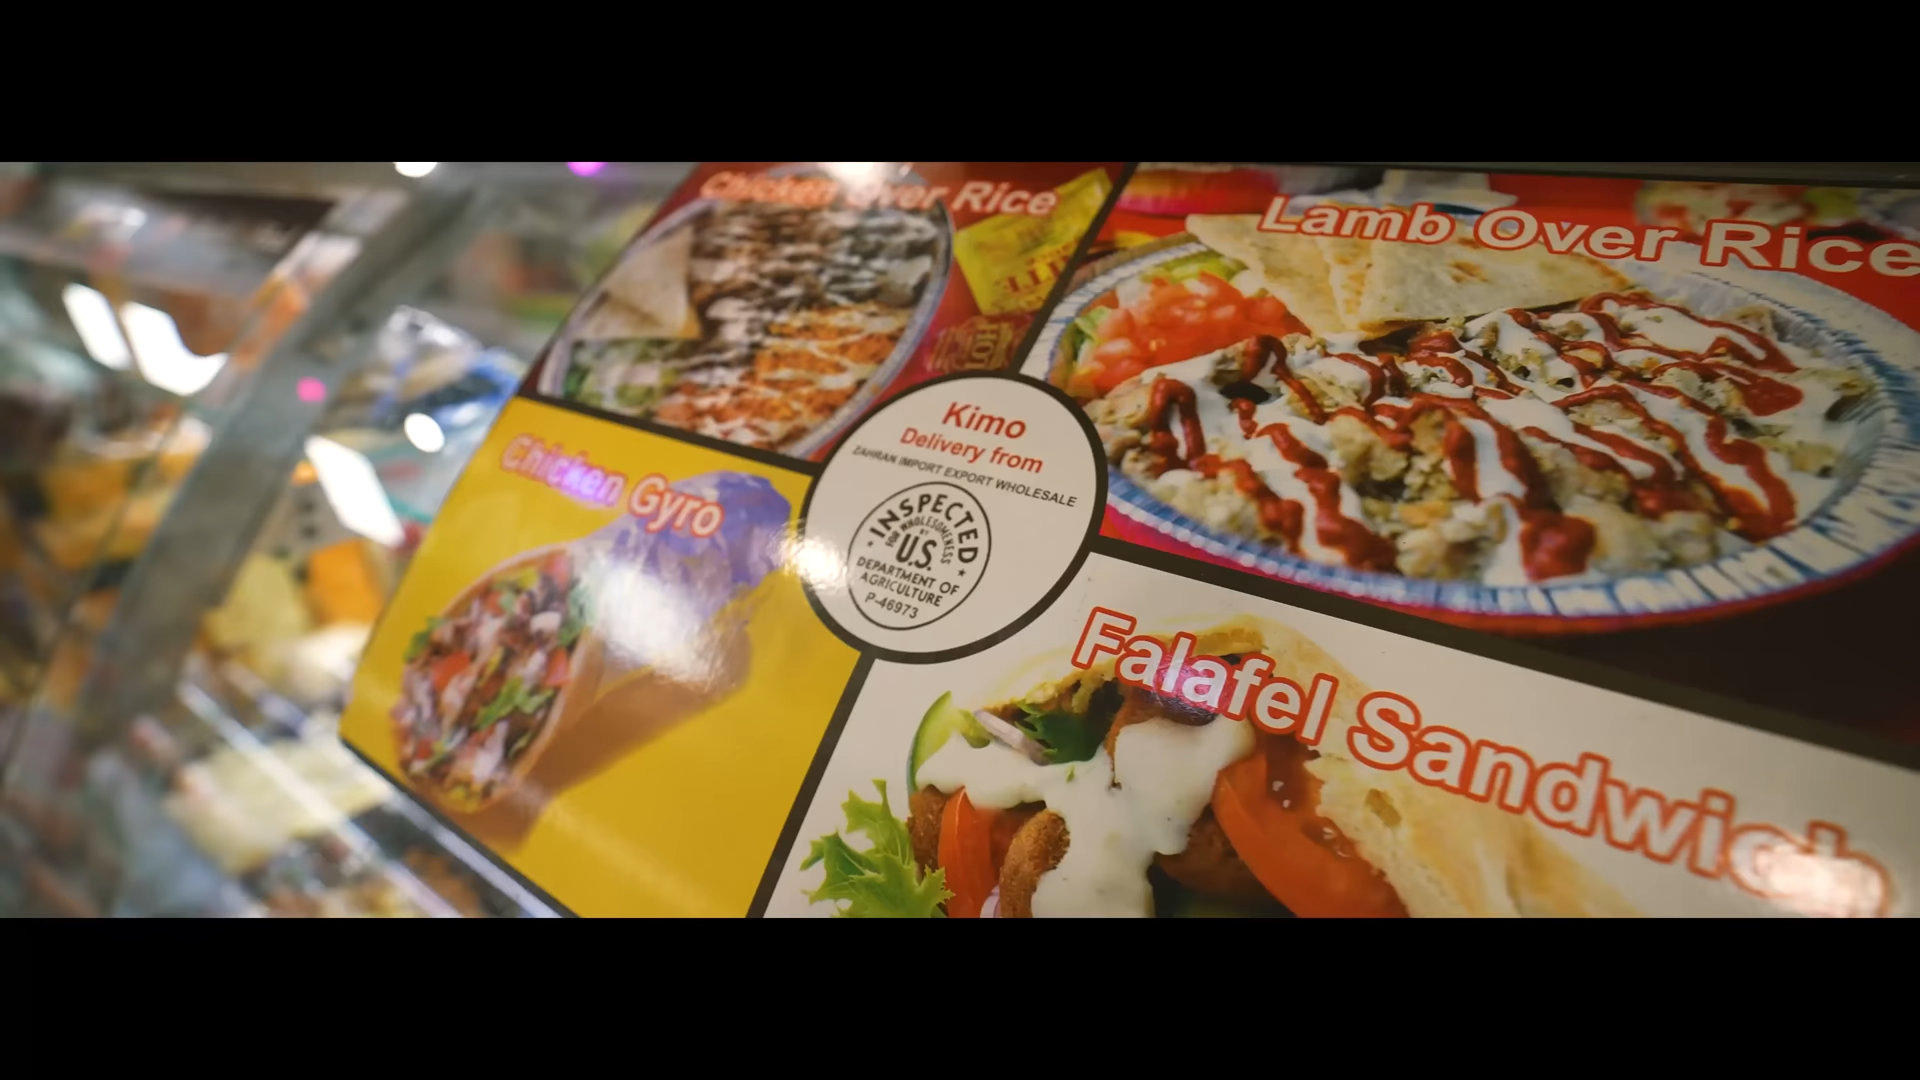 Chicken Over Rice
Lamb Over Rice
Chicken Gyro
Kimo
Delivery from
ZAHRAN IMPORT EXPORT WHOLESALE
INSPECTED
FOR WHOLESOMENESS
BY
U.S.
DEPARTMENT OF
AGRICULTURE
P-46973
Falafel Sandwich